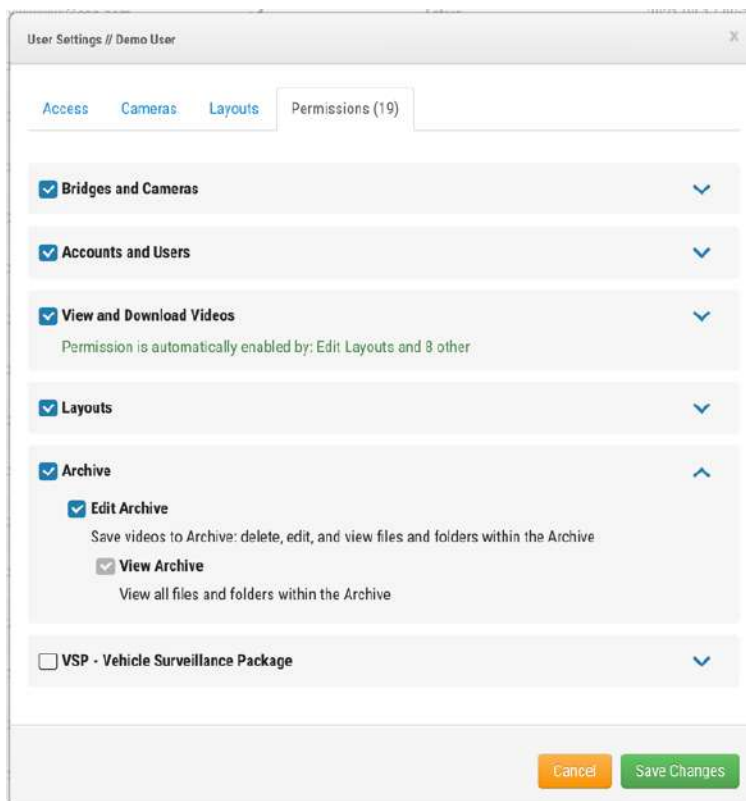 User Settings // Demo User
x
Access Cameras Layouts Permissions (19)
Bridges and Cameras
Accounts and Users
View and Download Videos
Permission is automatically enabled by: Edit Layouts and 8 other
Layouts
Archive
Edit Archive
Save videos to Archive: delete, edit, and view files and folders within the Archive
View Archive
View all files and folders within the Archive
VSP - Vehicle Surveillance Package
Cancel Save Changes